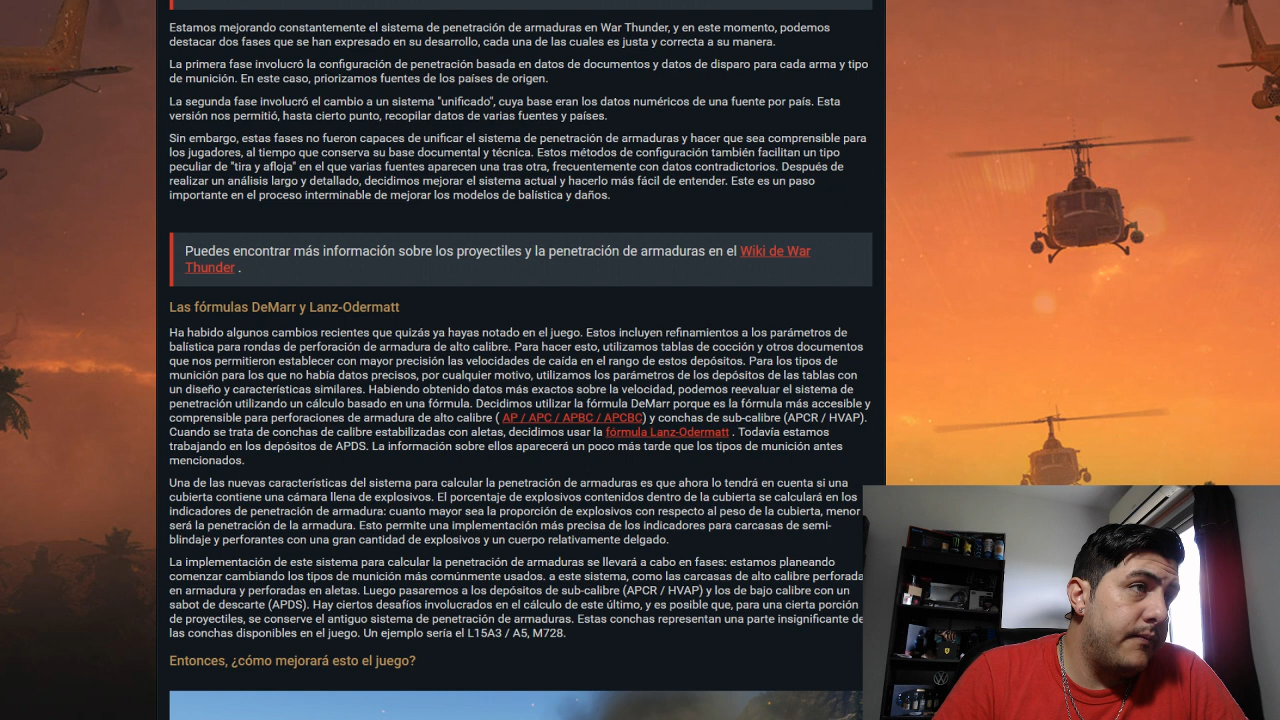 Estamos mejorando constantemente el sistema de penetración de armaduras en War Thunder, y en este momento, podemos
destacar dos fases que se han expresado en su desarrollo, cada una de las cuales es justa y correcta a su manera.
La primera fase involucró la configuración de penetración basada en datos de documentos y datos de disparo para cada arma y tipo
de munición. En este caso, priorizamos fuentes de los países de origen.
La segunda fase involucró el cambio a un sistema "unificado", cuya base eran los datos numéricos de una fuente por país. Esta
versión nos permitió, hasta cierto punto, recopilar datos de varias fuentes y países.
Sin embargo, estas fases no fueron capaces de unificar el sistema de penetración de armaduras y hacer que sea comprensible para
los jugadores, al tiempo que conserva su base documental y técnica. Estos métodos de configuración también facilitan un tipo
peculiar de "tira y afloja" en el que varias fuentes aparecen una tras otra, frecuentemente con datos contradictorios. Después de
realizar un análisis largo y detallado, decidimos mejorar el sistema actual y hacerlo más fácil de entender. Este es un paso
importante en el proceso interminable de mejorar los modelos de balística y daños.
Puedes encontrar más información sobre los proyectiles y la penetración de armaduras en el Wiki de War
Thunder .
Las fórmulas DeMarr y Lanz-Odermatt
Ha habido algunos cambios recientes que quizás ya hayas notado en el juego. Estos incluyen refinamientos a los parámetros de
balística para rondas de perforación de armadura de alto calibre. Para hacer esto, utilizamos tablas de cocción y otros documentos
que nos permitieron establecer con mayor precisión las velocidades de caída en el rango de estos depósitos. Para los tipos de
munición para los que no había datos precisos, por cualquier motivo, utilizamos los parámetros de los depósitos de las tablas con
un diseño y características similares. Habiendo obtenido datos más exactos sobre la velocidad, podemos reevaluar el sistema de
penetración utilizando un cálculo basado en una fórmula. Decidimos utilizar la fórmula DeMarr porque es la fórmula más accesible y
comprensible para perforaciones de armadura de alto calibre ( AP / APC / APBC / APCBC) y conchas de sub-calibre (APCR / HVAP).
Cuando se trata de conchas de calibre estabilizadas con aletas, decidimos usar la fórmula Lanz-Odermatt . Todavía estamos
trabajando en los depósitos de APDS. La información sobre ellos aparecerá un poco más tarde que los tipos de munición antes
mencionados.
Una de las nuevas características del sistema para calcular la penetración de armaduras es que ahora lo tendrá en cuenta si una
cubierta contiene una cámara llena de explosivos. El porcentaje de explosivos contenidos dentro de la cubierta se calculará en los
indicadores de penetración de armadura: cuanto mayor sea la proporción de explosivos con respecto al peso de la cubierta, menor
será la penetración de la armadura. Esto permite una implementación más precisa de los indicadores para carcasas de semi-
blindaje y perforantes con una gran cantidad de explosivos y un cuerpo relativamente delgado.
La implementación de este sistema para calcular la penetración de armaduras se llevará a cabo en fases: estamos planeando
comenzar cambiando los tipos de munición más comúnmente usados. a este sistema, como las carcasas de alto calibre perforada
en armadura y perforadas en aletas. Luego pasaremos a los depósitos de sub-calibre (APCR / HVAP) y los de bajo calibre con un
sabot de descarte (APDS). Hay ciertos desafíos involucrados en el cálculo de este último, y es posible que, para una cierta porción
de proyectiles, se conserve el antiguo sistema de penetración de armaduras. Estas conchas representan una parte insignificante de
las conchas disponibles en el juego. Un ejemplo sería el L15A3 / A5, M728.
Entonces, ¿cómo mejorará esto el juego?